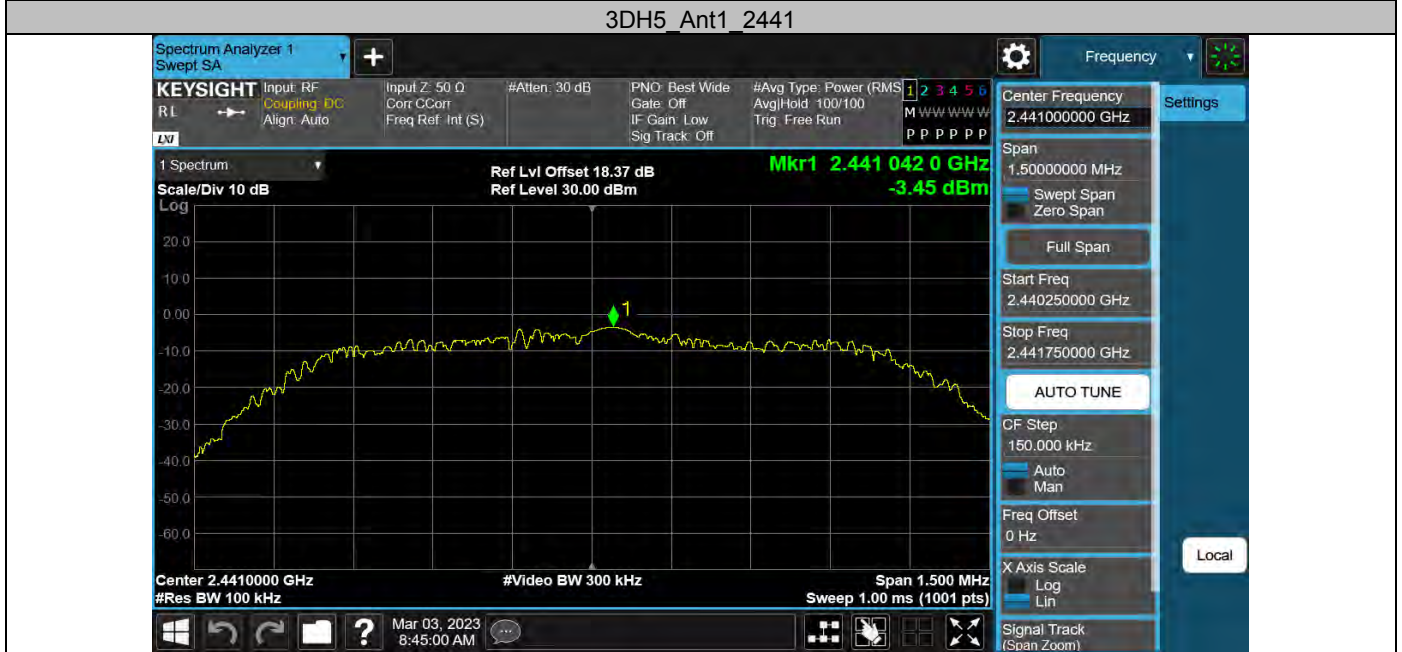 3DH5_Ant1_2441
Spectrum Analyzer 1
Swept SA
+
Frequency
KEYSIGHT
RL
LXI
Input: RF
Coupling: DC
Align: Auto
Input Z: 50 Ω
Corr CCorr
Freq Ref: Int (S)
#Atten: 30 dB
PNO: Best Wide
Gate: Off
IF Gain: Low
Sig Track: Off
#Avg Type: Power (RMS
Avg|Hold: 100/100
Trig: Free Run
1 2 3 4 5 6
M W W W W W
P P P P P P
1 Spectrum
Scale/Div 10 dB
Log
Ref Lvl Offset 18.37 dB
Ref Level 30.00 dBm
Mkr1 2.441 042 0 GHz
-3.45 dBm
20.0
10.0
0.00
-10.0
-20.0
-30.0
-40.0
-50.0
-60.0
1
Center 2.4410000 GHz
#Video BW 300 kHz
Span 1.500 MHz
#Res BW 100 kHz
Sweep 1.00 ms (1001 pts)
?
Mar 03, 2023
8:45:00 AM
Center Frequency
2.441000000 GHz
Span
1.50000000 MHz
Swept Span
Zero Span
Full Span
Start Freq
2.440250000 GHz
Stop Freq
2.441750000 GHz
AUTO TUNE
CF Step
150.000 kHz
Auto
Man
Freq Offset
0 Hz
X Axis Scale
Log
Lin
Signal Track
(Span Zoom)
Settings
Local